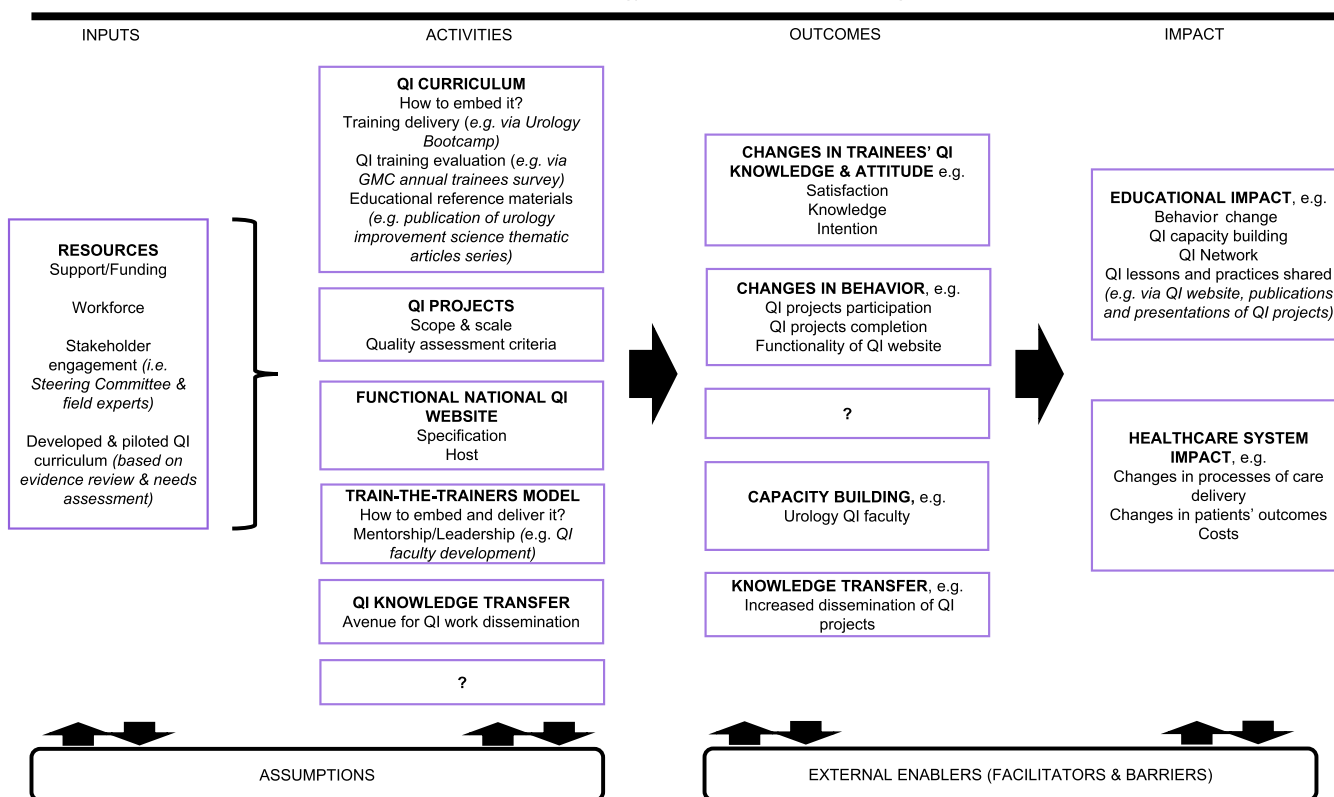 INPUTS
ACTIVITIES
OUTCOMES
IMPACT
RESOURCES
Support/Funding
Workforce
Stakeholder
engagement (i.e.
Steering Committee &
field experts)
Developed & piloted QI
curriculum (based on
evidence review & needs
assessment)
QI CURRICULUM
How to embed it?
Training delivery (e.g. via Urology
Bootcamp)
QI training evaluation (e.g. via
GMC annual trainees survey)
Educational reference materials
(e.g. publication of urology
improvement science thematic
articles series)
QI PROJECTS
Scope & scale
Quality assessment criteria
FUNCTIONAL NATIONAL QI
WEBSITE
Specification
Host
TRAIN-THE-TRAINERS MODEL
How to embed and deliver it?
Mentorship/Leadership (e.g. QI
faculty development)
QI KNOWLEDGE TRANSFER
Avenue for QI work dissemination
?
CHANGES IN TRAINEES’ QI
KNOWLEDGE & ATTITUDE e.g.
Satisfaction
Knowledge
Intention
CHANGES IN BEHAVIOR, e.g.
QI projects participation
QI projects completion
Functionality of QI website
?
CAPACITY BUILDING, e.g.
Urology QI faculty
KNOWLEDGE TRANSFER, e.g.
Increased dissemination of QI
projects
EDUCATIONAL IMPACT, e.g.
Behavior change
QI capacity building
QI Network
QI lessons and practices shared
(e.g. via QI website, publications
and presentations of QI projects)
HEALTHCARE SYSTEM
IMPACT, e.g.
Changes in processes of care
delivery
Changes in patients’ outcomes
Costs
ASSUMPTIONS
EXTERNAL ENABLERS (FACILITATORS & BARRIERS)